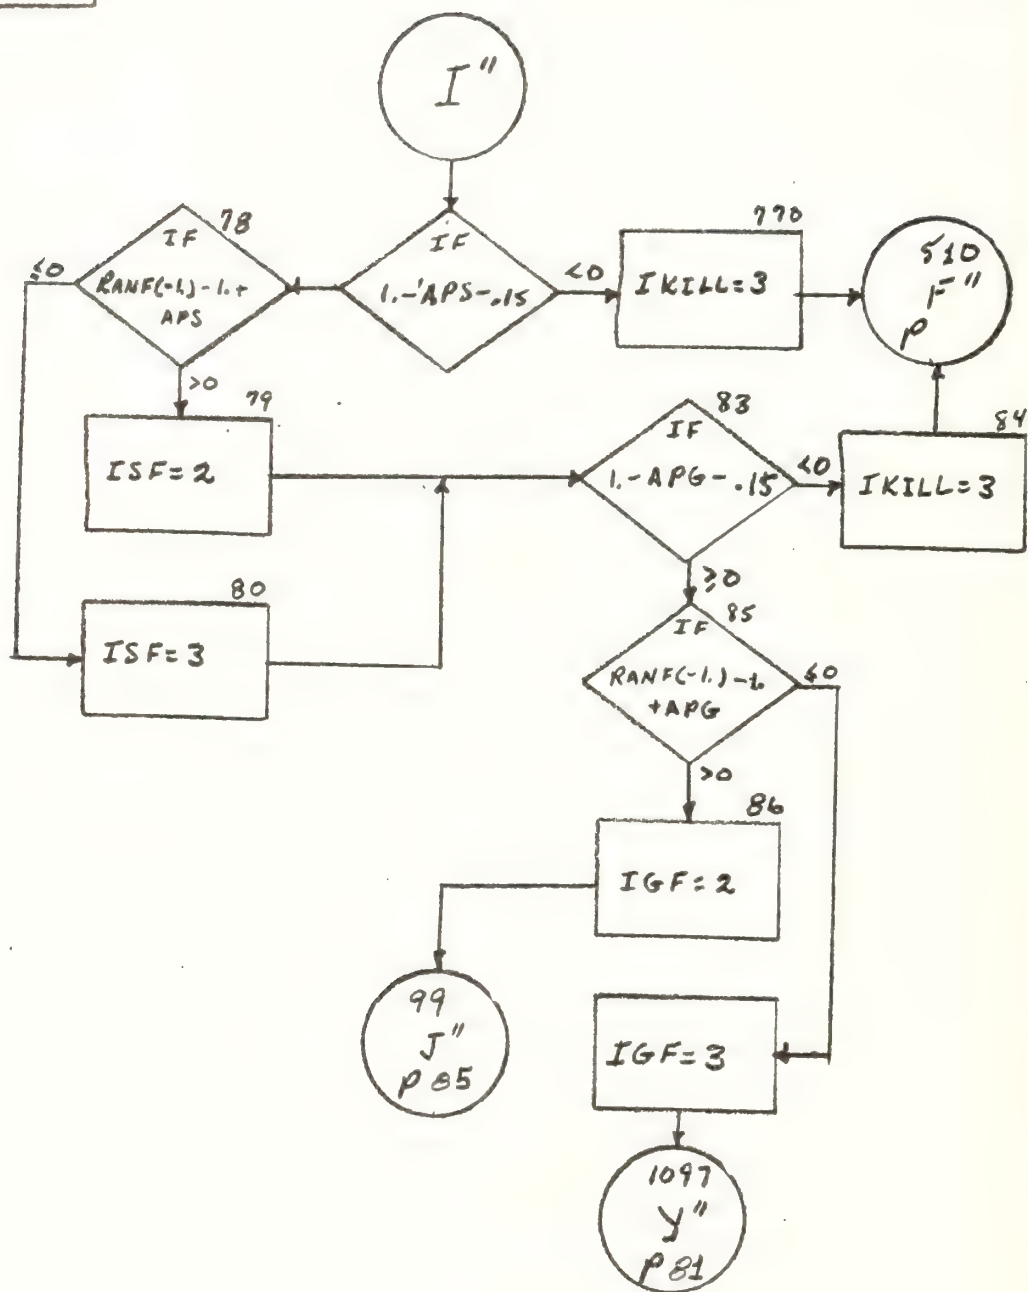 I"
78
IF
RANF(-1.)-1.+
APS
≤0
>0
IF
1.-APS-.15
<0
770
IKILL=3
510
F"
P
79
ISF=2
83
IF
1.-APG-.15
<0
≥0
84
IKILL=3
80
ISF=3
85
IF
RANF(-1.)-1.
+APG
≤0
>0
86
IGF=2
99
J"
P 85
IGF=3
1097
Y"
P 81